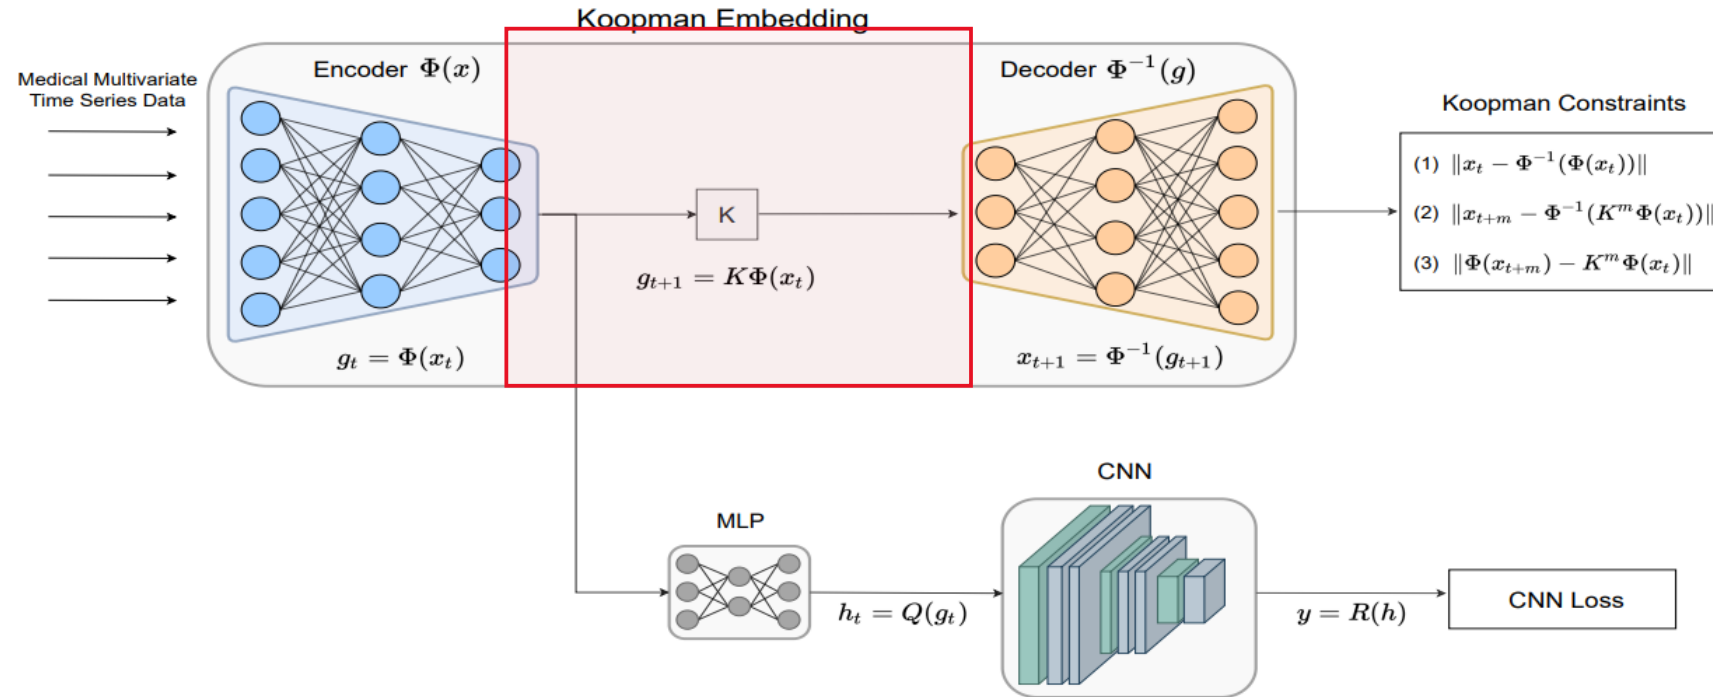 Koopman Embedding
Medical Multivariate
Time Series Data
Encoder Φ(x)
Decoder Φ⁻¹(g)
K
g_{t+1} = KΦ(x_t)
g_t = Φ(x_t)
x_{t+1} = Φ⁻¹(g_{t+1})
Koopman Constraints
(1) ‖x_t − Φ⁻¹(Φ(x_t))‖
(2) ‖x_{t+m} − Φ⁻¹(K^m Φ(x_t))‖
(3) ‖Φ(x_{t+m}) − K^m Φ(x_t)‖
MLP
h_t = Q(g_t)
CNN
y = R(h)
CNN Loss